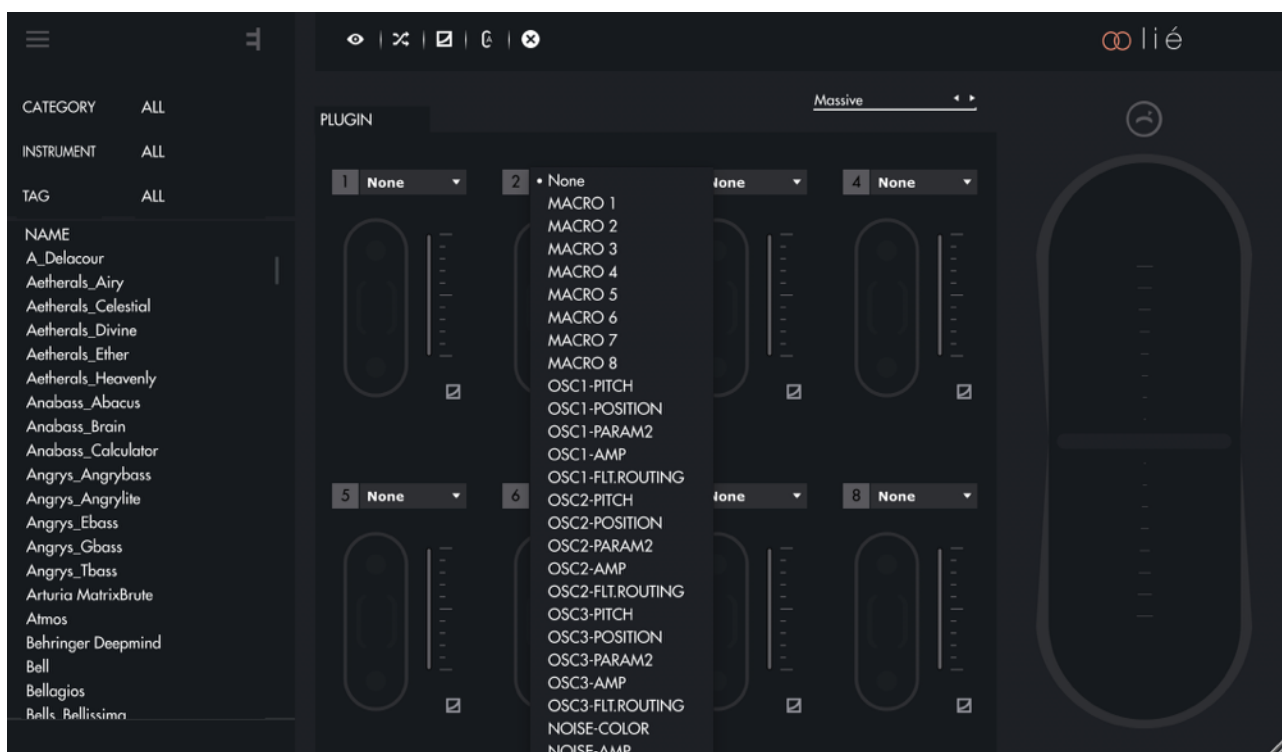 lié
CATEGORY ALL
INSTRUMENT ALL
TAG ALL
NAME
A_Delacour
Aetherals_Airy
Aetherals_Celestial
Aetherals_Divine
Aetherals_Ether
Aetherals_Heavenly
Anabass_Abacus
Anabass_Brain
Anabass_Calculator
Angrys_Angrybass
Angrys_Angrylite
Angrys_Ebass
Angrys_Gbass
Angrys_Tbass
Arturia MatrixBrute
Atmos
Behringer Deepmind
Bell
Bellagios
Bells_Bellissima
Massive
PLUGIN
1 None
2
None
4 None
• None
MACRO 1
MACRO 2
MACRO 3
MACRO 4
MACRO 5
MACRO 6
MACRO 7
MACRO 8
OSC1-PITCH
OSC1-POSITION
OSC1-PARAM2
OSC1-AMP
OSC1-FLT.ROUTING
OSC2-PITCH
OSC2-POSITION
OSC2-PARAM2
OSC2-AMP
OSC2-FLT.ROUTING
OSC3-PITCH
OSC3-POSITION
OSC3-PARAM2
OSC3-AMP
OSC3-FLT.ROUTING
NOISE-COLOR
NOISE-AMP
5 None
6
None
8 None